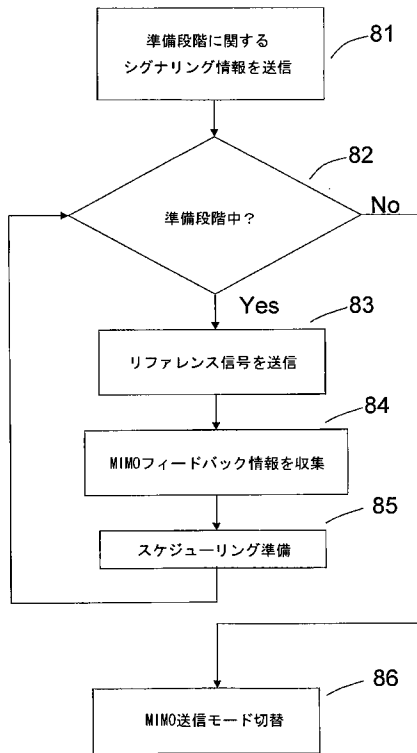 準備段階に関する
シグナリング情報を送信
81
82
準備段階中？
No
Yes
83
リファレンス信号を送信
84
MIMOフィードバック情報を収集
85
スケジューリング準備
86
MIMO送信モード切替